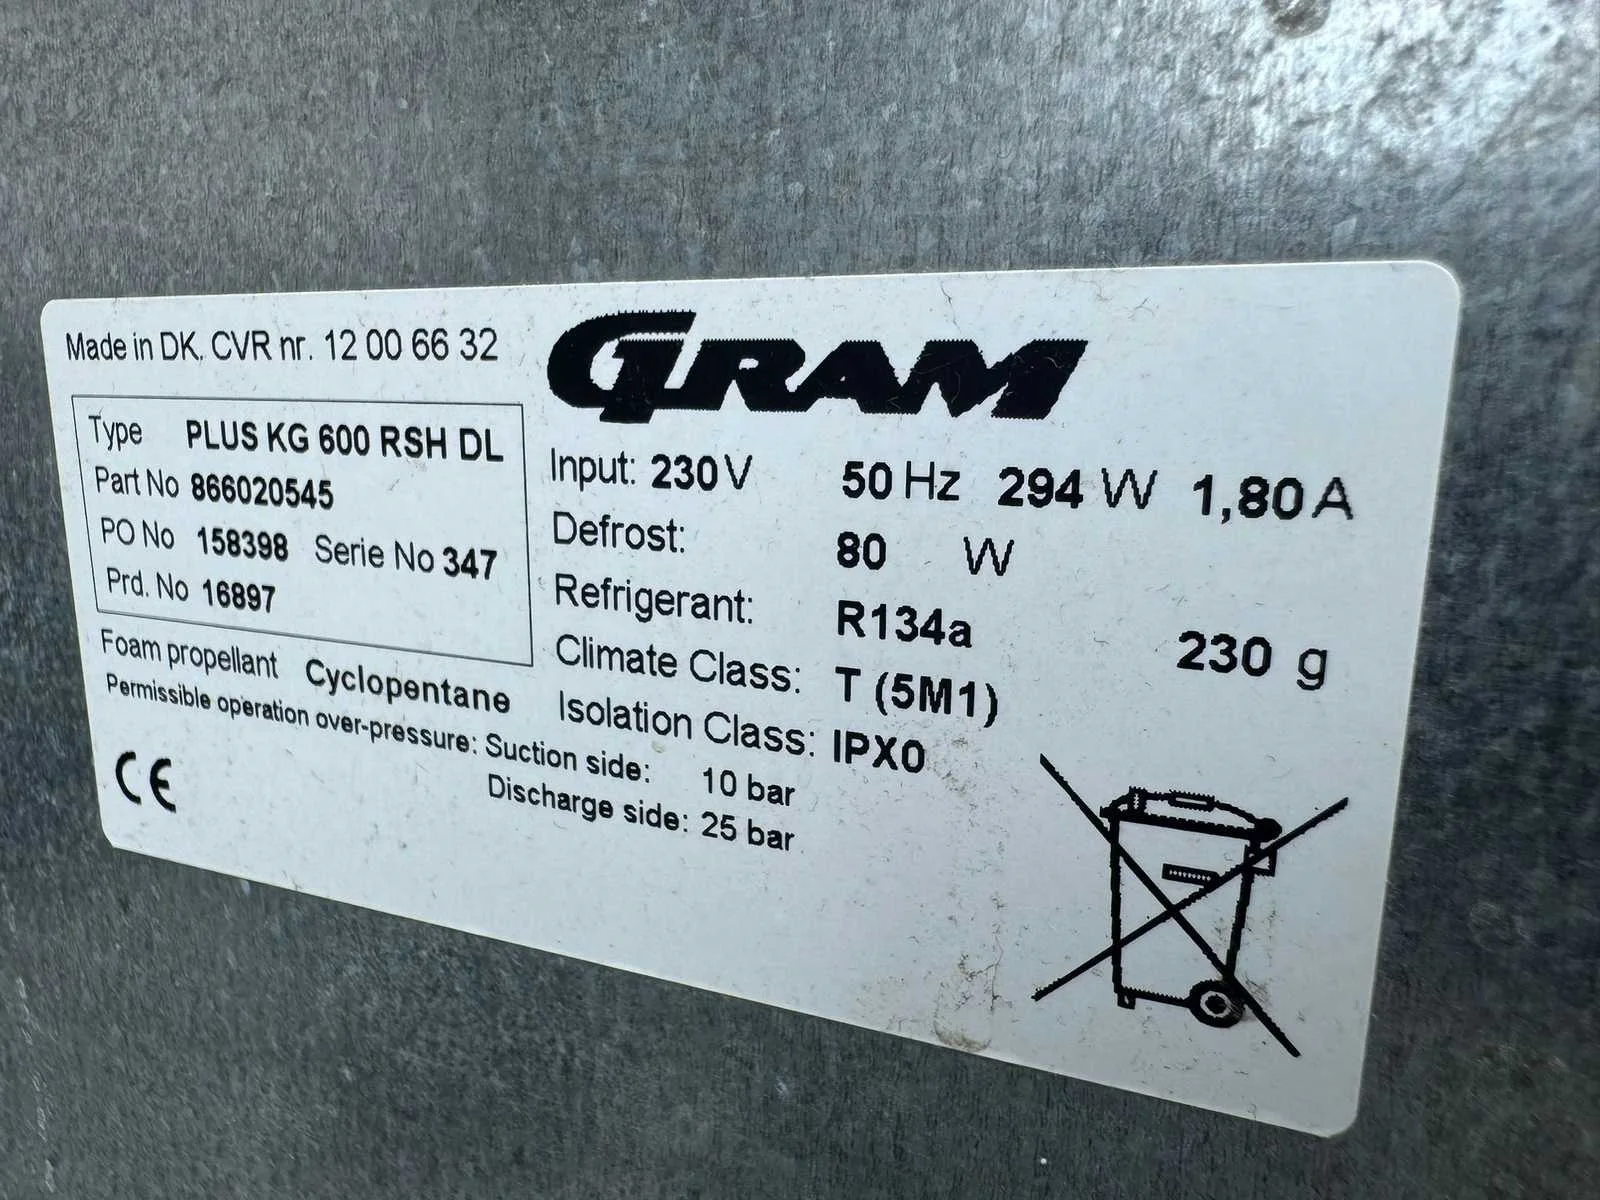 Made in DK, CVR nr. 12 00 66 32
GRAM
Type PLUS KG 600 RSH DL
Part No 866020545
PO No 158398 Serie No 347
Prd. No 16897
Foam propellant Cyclopentane
Permissible operation over-pressure: Suction side: 10 bar
Discharge side: 25 bar
CE
Input: 230 V 50 Hz 294 W 1,80 A
Defrost: 80 W
Refrigerant: R134a 230 g
Climate Class: T (5M1)
Isolation Class: IPX0